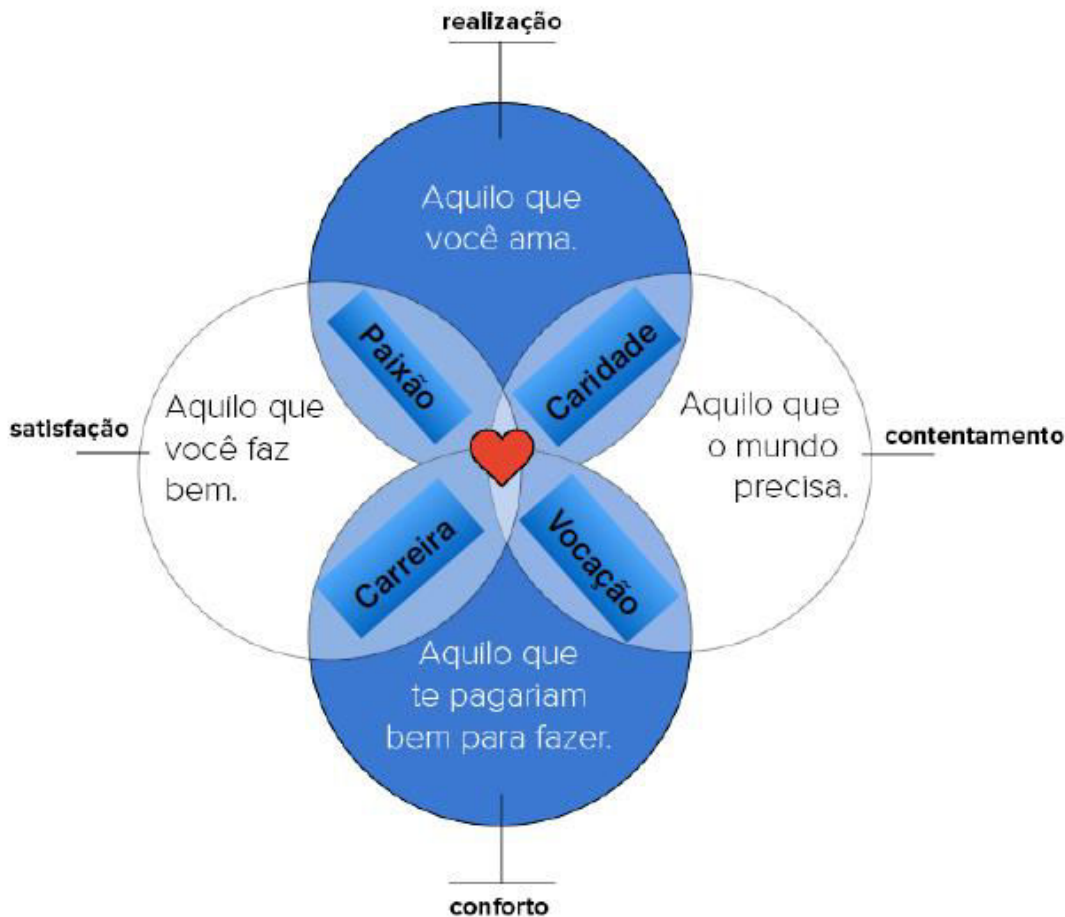 realização
Aquilo que
você ama.
Paixão
Caridade
satisfação
Aquilo que
você faz
bem.
Aquilo que
o mundo
precisa.
contentamento
Carreira
Vocação
Aquilo que
te pagariam
bem para fazer.
conforto